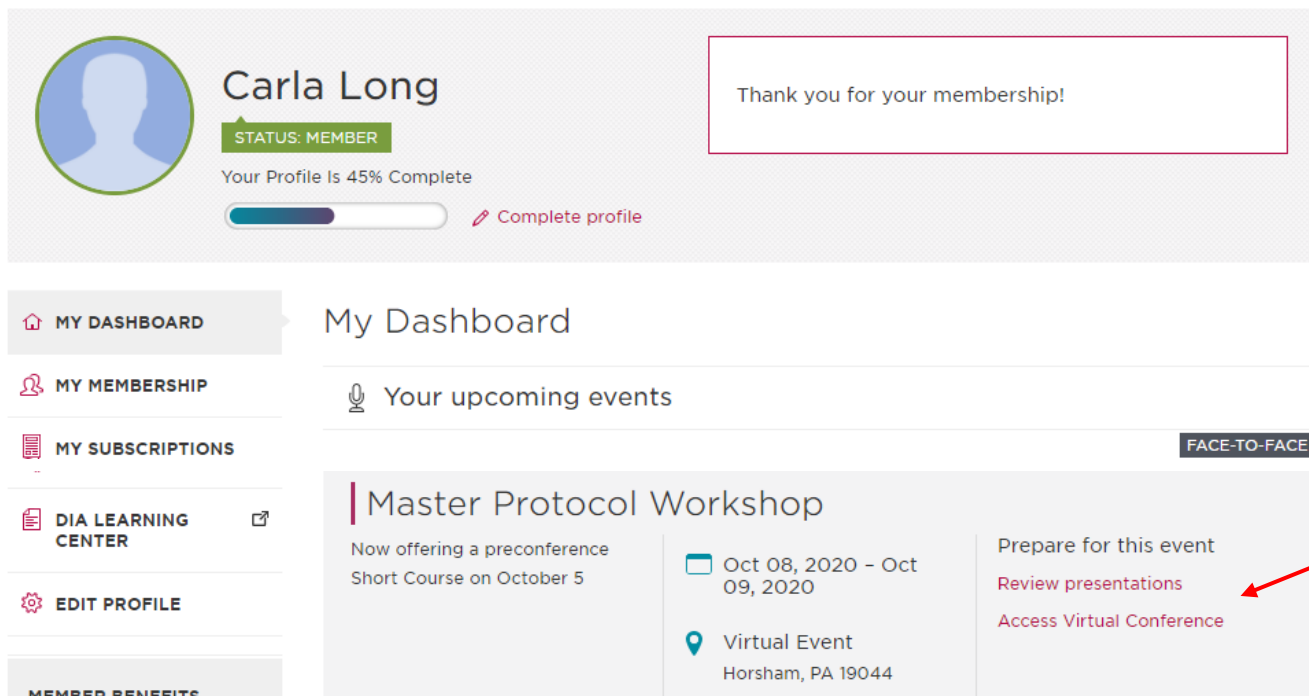 Carla Long
STATUS: MEMBER
Your Profile Is 45% Complete
Complete profile
Thank you for your membership!
MY DASHBOARD
MY MEMBERSHIP
MY SUBSCRIPTIONS
DIA LEARNING
CENTER
EDIT PROFILE
MEMBER BENEFITS
My Dashboard
Your upcoming events
FACE-TO-FACE
Master Protocol Workshop
Now offering a preconference
Short Course on October 5
Oct 08, 2020 – Oct
09, 2020
Virtual Event
Horsham, PA 19044
Prepare for this event
Review presentations
Access Virtual Conference